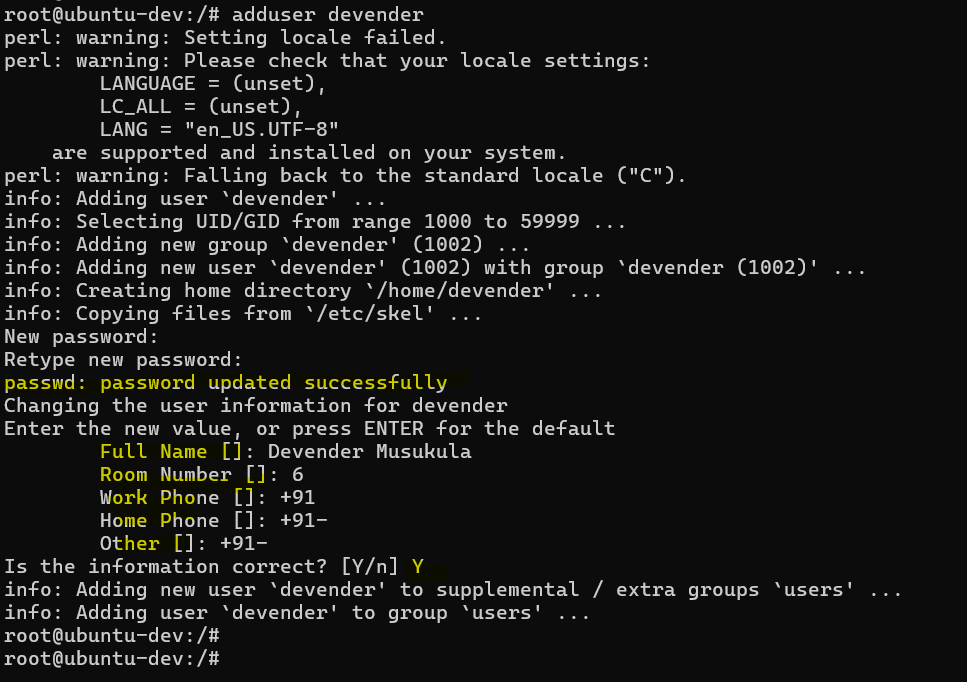 root@ubuntu-dev:/# adduser devender
perl: warning: Setting locale failed.
perl: warning: Please check that your locale settings:
        LANGUAGE = (unset),
        LC_ALL = (unset),
        LANG = "en_US.UTF-8"
    are supported and installed on your system.
perl: warning: Falling back to the standard locale ("C").
info: Adding user `devender' ...
info: Selecting UID/GID from range 1000 to 59999 ...
info: Adding new group `devender' (1002) ...
info: Adding new user `devender' (1002) with group `devender (1002)' ...
info: Creating home directory `/home/devender' ...
info: Copying files from `/etc/skel' ...
New password:
Retype new password:
passwd: password updated successfully
Changing the user information for devender
Enter the new value, or press ENTER for the default
        Full Name []: Devender Musukula
        Room Number []: 6
        Work Phone []: +91
        Home Phone []: +91-
        Other []: +91-
Is the information correct? [Y/n] Y
info: Adding new user `devender' to supplemental / extra groups `users' ...
info: Adding user `devender' to group `users' ...
root@ubuntu-dev:/#
root@ubuntu-dev:/#